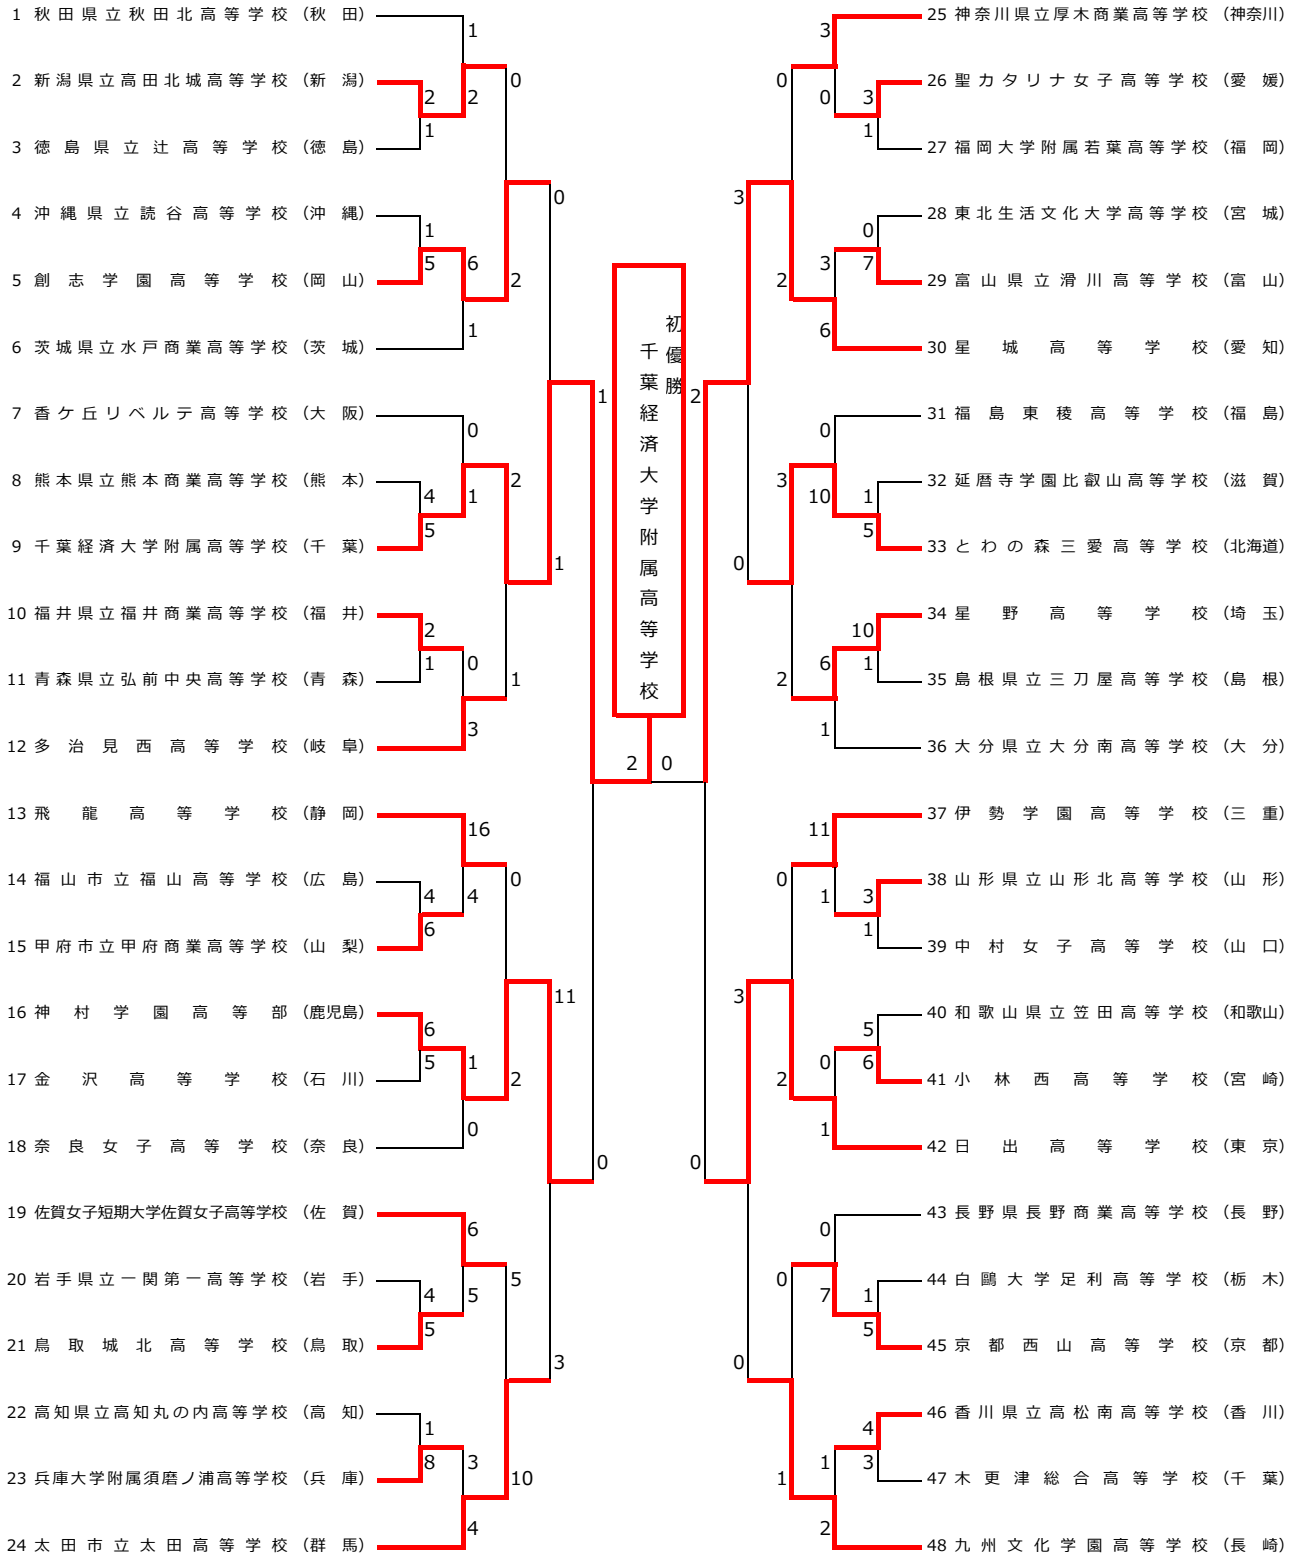 1 秋田県立秋田北高等学校 (秋田)
2 新潟県立高田北城高等学校 (新潟)
3 徳島県立辻高等学校 (徳島)
4 沖縄県立読谷高等学校 (沖縄)
5 創志学園高等学校 (岡山)
6 茨城県立水戸商業高等学校 (茨城)
7 香ケ丘リベルテ高等学校 (大阪)
8 熊本県立熊本商業高等学校 (熊本)
9 千葉経済大学附属高等学校 (千葉)
10 福井県立福井商業高等学校 (福井)
11 青森県立弘前中央高等学校 (青森)
12 多治見西高等学校 (岐阜)
13 飛龍高等学校 (静岡)
14 福山市立福山高等学校 (広島)
15 甲府市立甲府商業高等学校 (山梨)
16 神村学園高等部 (鹿児島)
17 金沢高等学校 (石川)
18 奈良女子高等学校 (奈良)
19 佐賀女子短期大学佐賀女子高等学校 (佐賀)
20 岩手県立一関第一高等学校 (岩手)
21 鳥取城北高等学校 (鳥取)
22 高知県立高知丸の内高等学校 (高知)
23 兵庫大学附属須磨ノ浦高等学校 (兵庫)
24 太田市立太田高等学校 (群馬)
1
2
2
1
0
1
5
6
1
2
0
0
4
5
1
2
2
1
0
3
1
1
1
16
4
6
4
0
6
5
1
0
2
11
6
4
5
5
5
1
8
3
4
10
3
0
初優勝
千葉経済大学附属高等学校
2 0
25 神奈川県立厚木商業高等学校 (神奈川)
26 聖カタリナ女子高等学校 (愛媛)
27 福岡大学附属若葉高等学校 (福岡)
28 東北生活文化大学高等学校 (宮城)
29 富山県立滑川高等学校 (富山)
30 星城高等学校 (愛知)
31 福島東稜高等学校 (福島)
32 延暦寺学園比叡山高等学校 (滋賀)
33 とわの森三愛高等学校 (北海道)
34 星野高等学校 (埼玉)
35 島根県立三刀屋高等学校 (島根)
36 大分県立大分南高等学校 (大分)
37 伊勢学園高等学校 (三重)
38 山形県立山形北高等学校 (山形)
39 中村女子高等学校 (山口)
40 和歌山県立笠田高等学校 (和歌山)
41 小林西高等学校 (宮崎)
42 日出高等学校 (東京)
43 長野県長野商業高等学校 (長野)
44 白鷗大学足利高等学校 (栃木)
45 京都西山高等学校 (京都)
46 香川県立高松南高等学校 (香川)
47 木更津総合高等学校 (千葉)
48 九州文化学園高等学校 (長崎)
3
0
3
1
0
0
7
3
6
2
3
0
10
1
5
3
10
1
6
1
2
0
2
11
1
3
1
0
5
6
0
1
2
3
0
7
1
5
0
4
3
1
2
1
0
0